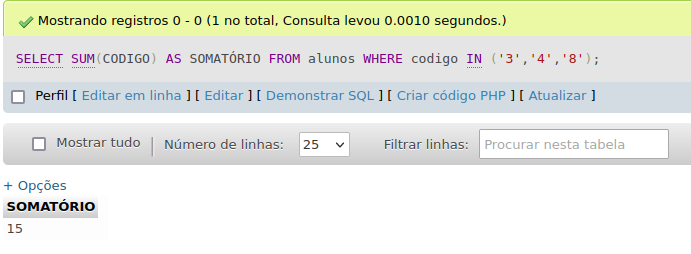 Mostrando registros 0 - 0 (1 no total, Consulta levou 0.0010 segundos.)
SELECT SUM(CODIGO) AS SOMATÓRIO FROM alunos WHERE codigo IN ('3','4','8');
Perfil [ Editar em linha ] [ Editar ] [ Demonstrar SQL ] [ Criar código PHP ] [ Atualizar ]
Mostrar tudo | Número de linhas: 25 Filtrar linhas: Procurar nesta tabela
+ Opções
SOMATÓRIO
15